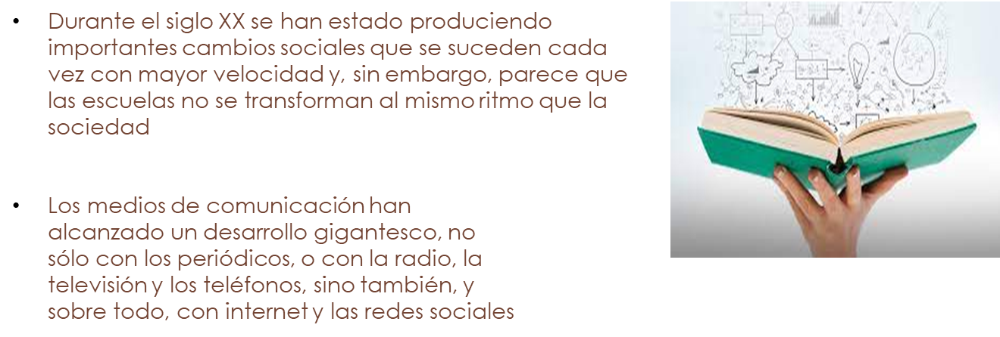 • Durante el siglo XX se han estado produciendo
importantes cambios sociales que se suceden cada
vez con mayor velocidad y, sin embargo, parece que
las escuelas no se transforman al mismo ritmo que la
sociedad
• Los medios de comunicación han
alcanzado un desarrollo gigantesco, no
sólo con los periódicos, o con la radio, la
televisión y los teléfonos, sino también, y
sobre todo, con internet y las redes sociales